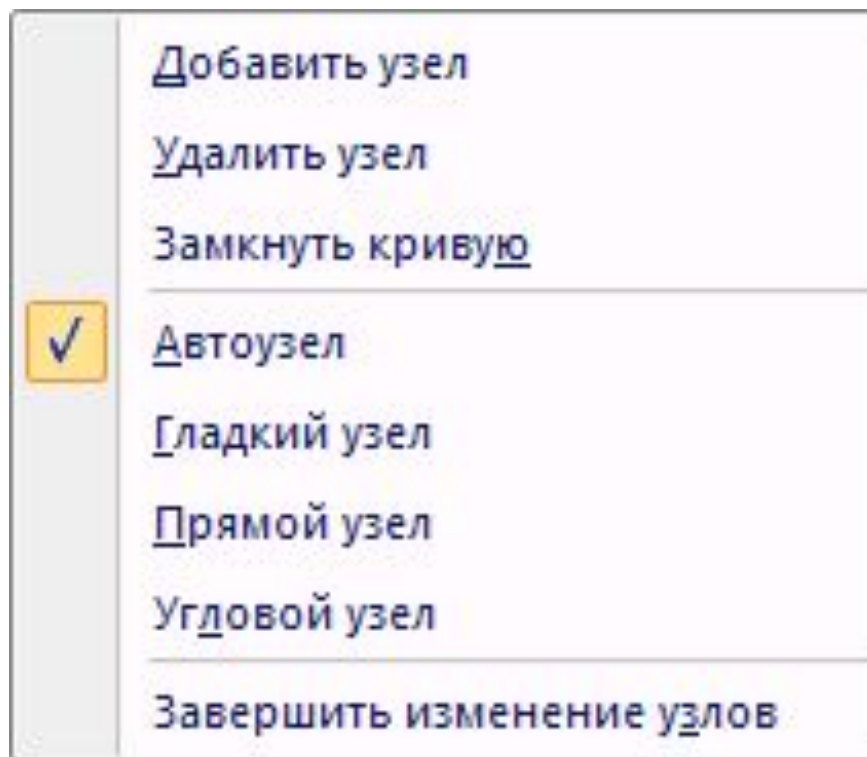 Добавить узел
Удалить узел
Замкнуть кривую
Автоузел
Гладкий узел
Прямой узел
Угловой узел
Завершить изменение узлов